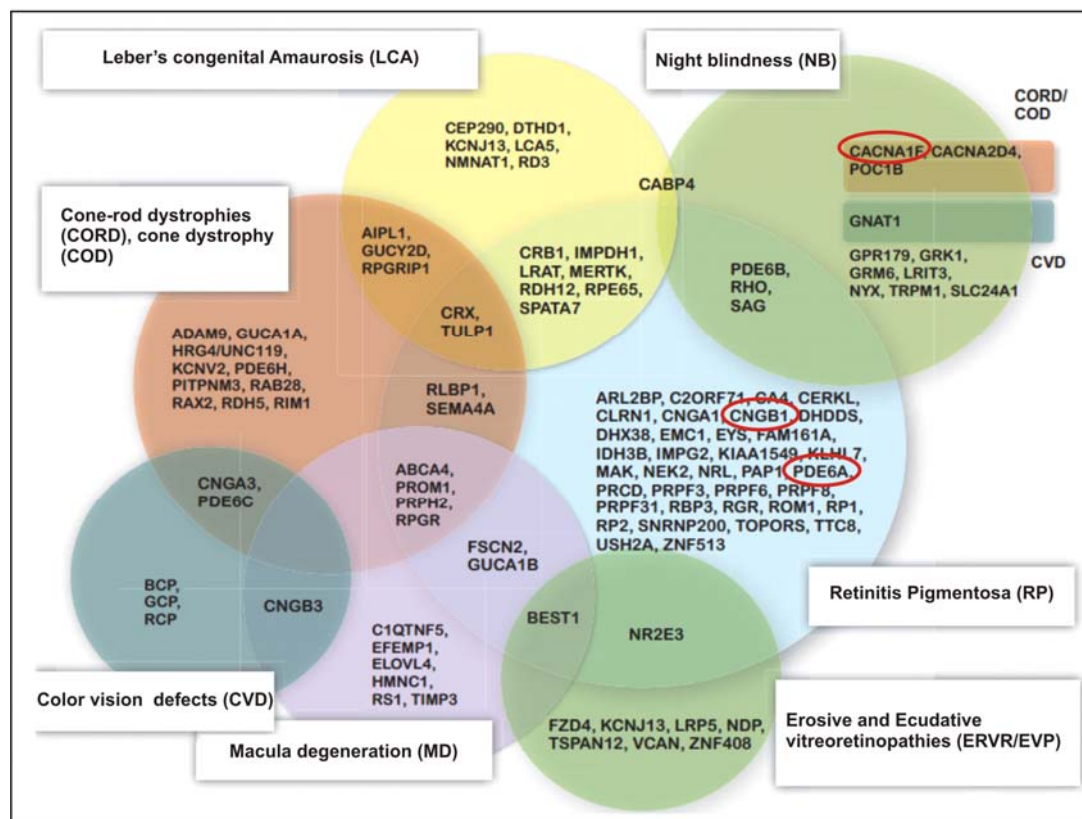 Leber's congenital Amaurosis (LCA)
Night blindness (NB)
CORD/
COD
CEP290, DTHD1,
KCNJ13, LCA5,
NMNAT1, RD3
CACNA1F, CACNA2D4,
POC1B
CABP4
Cone-rod dystrophies
(CORD), cone dystrophy
(COD)
GNAT1
AIPL1,
GUCY2D,
RPGRIP1
CRB1, IMPDH1,
LRAT, MERTK,
RDH12, RPE65,
SPATA7
PDE6B,
RHO,
SAG
GPR179, GRK1,
GRM6, LRIT3,
NYX, TRPM1, SLC24A1
CVD
CRX,
TULP1
ADAM9, GUCA1A,
HRG4/UNC119,
KCNV2, PDE6H,
PITPNM3, RAB28,
RAX2, RDH5, RIM1
RLBP1,
SEMA4A
ARL2BP, C2ORF71, CA4, CERKL,
CLRN1, CNGA1, CNGB1, DHDDS,
DHX38, EMC1, EYS, FAM161A,
IDH3B, IMPG2, KIAA1549, KLHL7,
MAK, NEK2, NRL, PAP1, PDE6A,
PRCD, PRPF3, PRPF6, PRPF8,
PRPF31, RBP3, RGR, ROM1, RP1,
RP2, SNRNP200, TOPORS, TTC8,
USH2A, ZNF513
CNGA3,
PDE6C
ABCA4,
PROM1,
PRPH2,
RPGR
FSCN2,
GUCA1B
BCP,
GCP,
RCP
CNGB3
Retinitis Pigmentosa (RP)
BEST1
NR2E3
C1QTNF5,
EFEMP1,
ELOVL4,
HMNC1,
RS1, TIMP3
Color vision defects (CVD)
Macula degeneration (MD)
FZD4, KCNJ13, LRP5, NDP,
TSPAN12, VCAN, ZNF408
Erosive and Ecudative
vitreoretinopathies (ERVR/EVP)